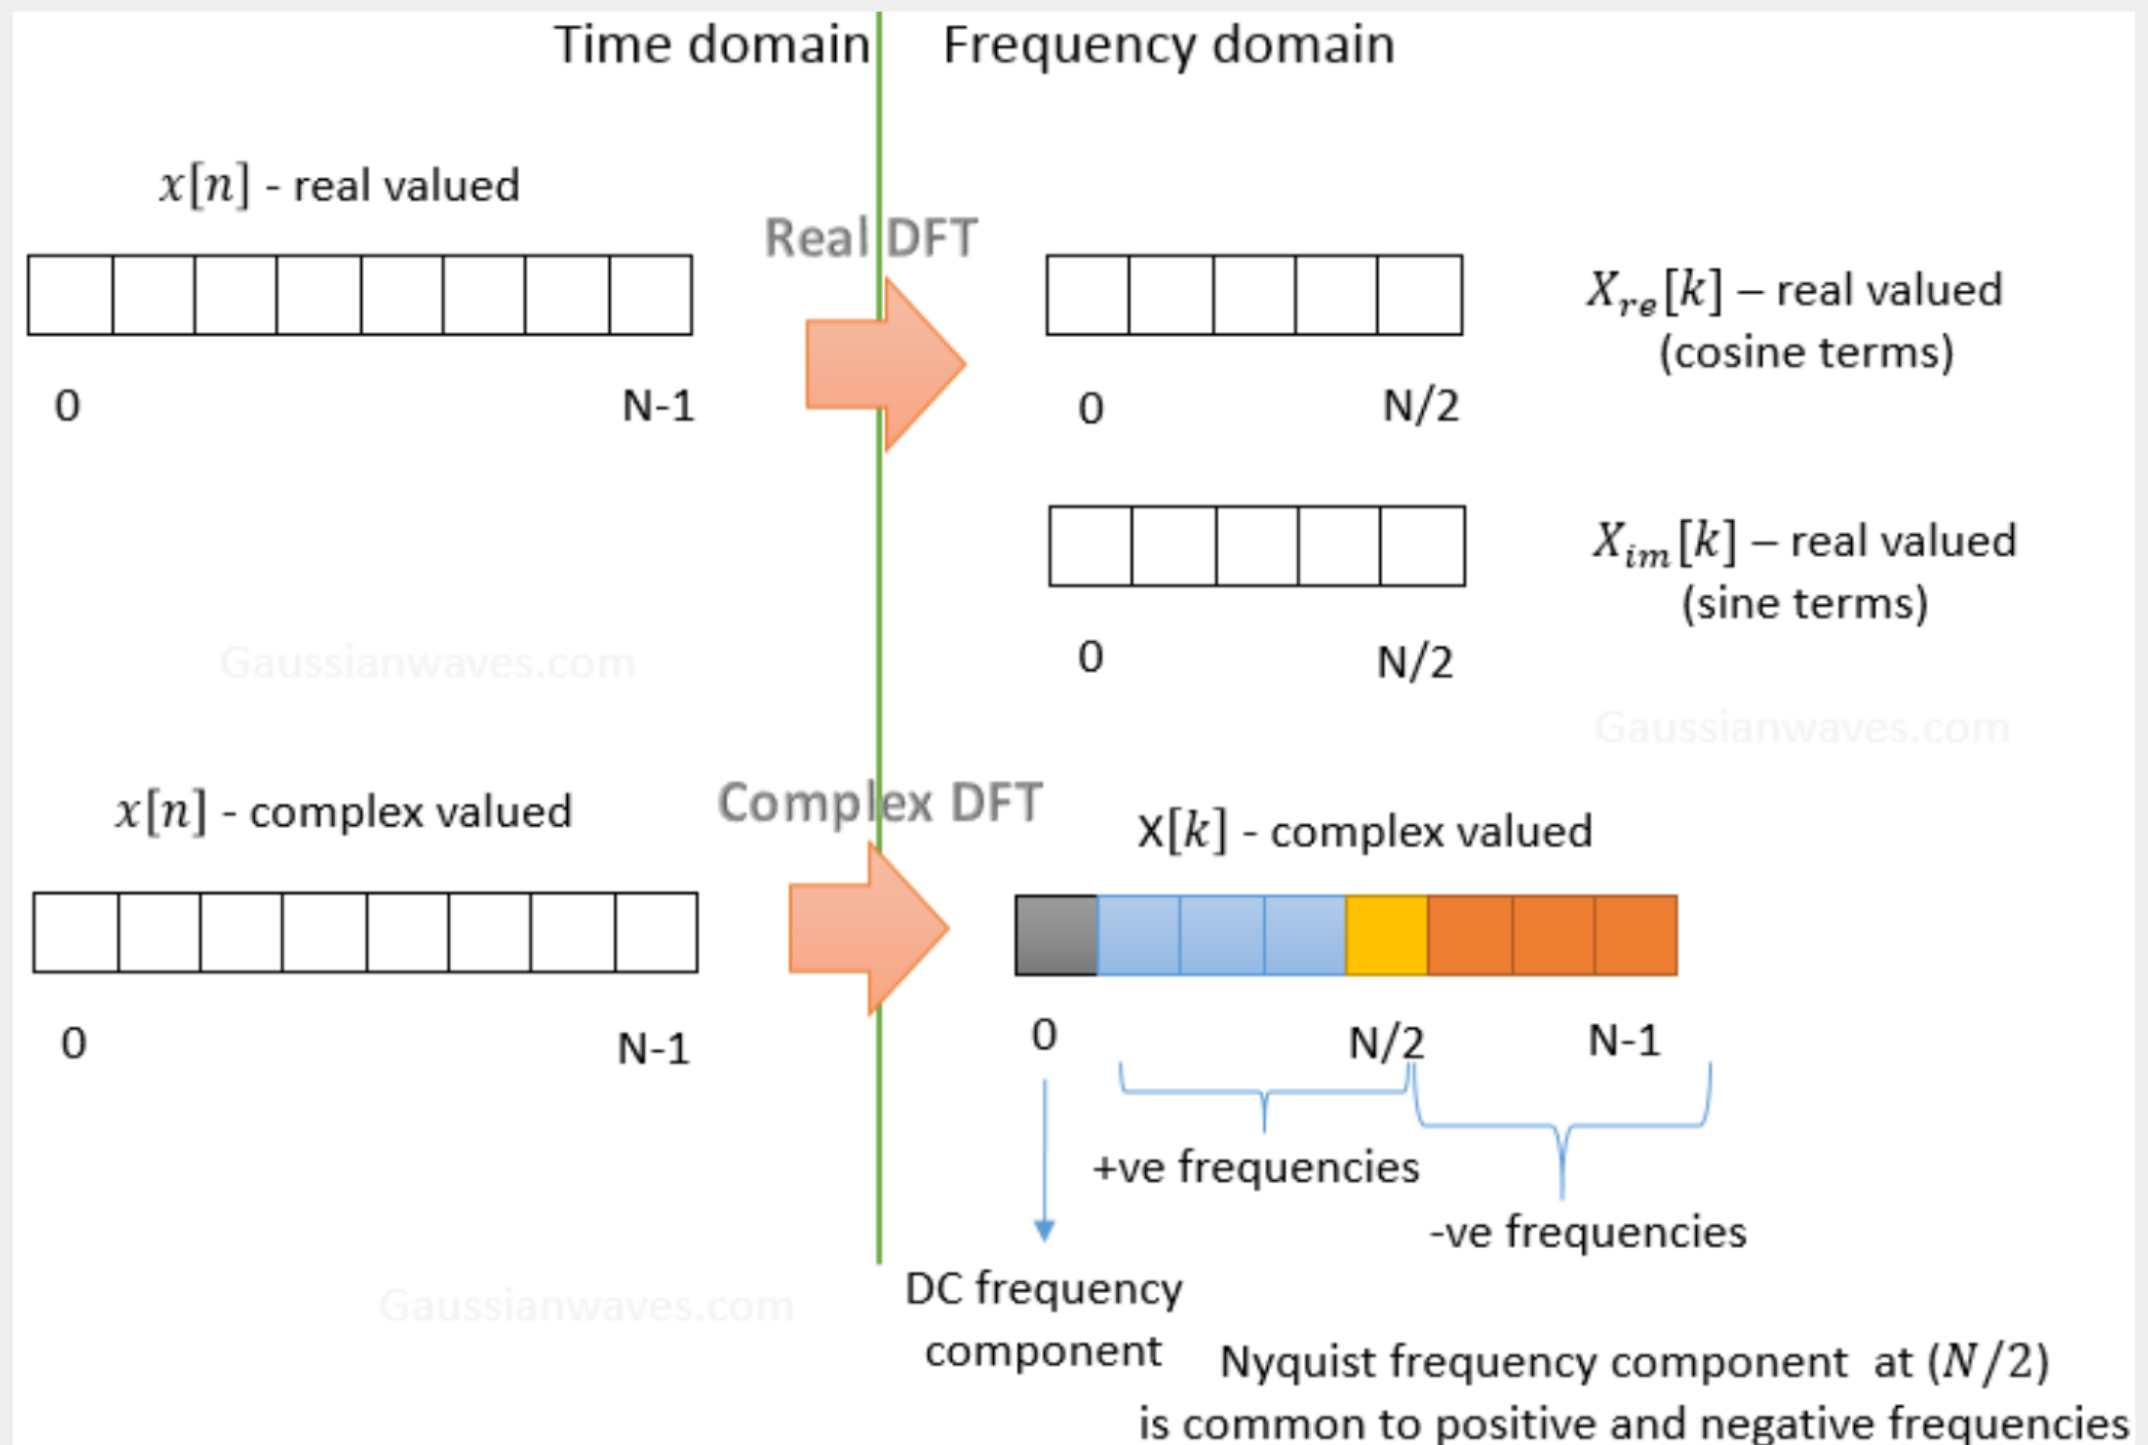 Time domain
Frequency domain
x[n] - real valued
Real DFT
X_re[k] – real valued
(cosine terms)
0
N-1
0
N/2
X_im[k] – real valued
(sine terms)
0
N/2
Gaussianwaves.com
Gaussianwaves.com
x[n] - complex valued
Complex DFT
X[k] - complex valued
0
N-1
0
N/2
N-1
+ve frequencies
-ve frequencies
DC frequency
component
Gaussianwaves.com
Nyquist frequency component at (N/2)
is common to positive and negative frequencies